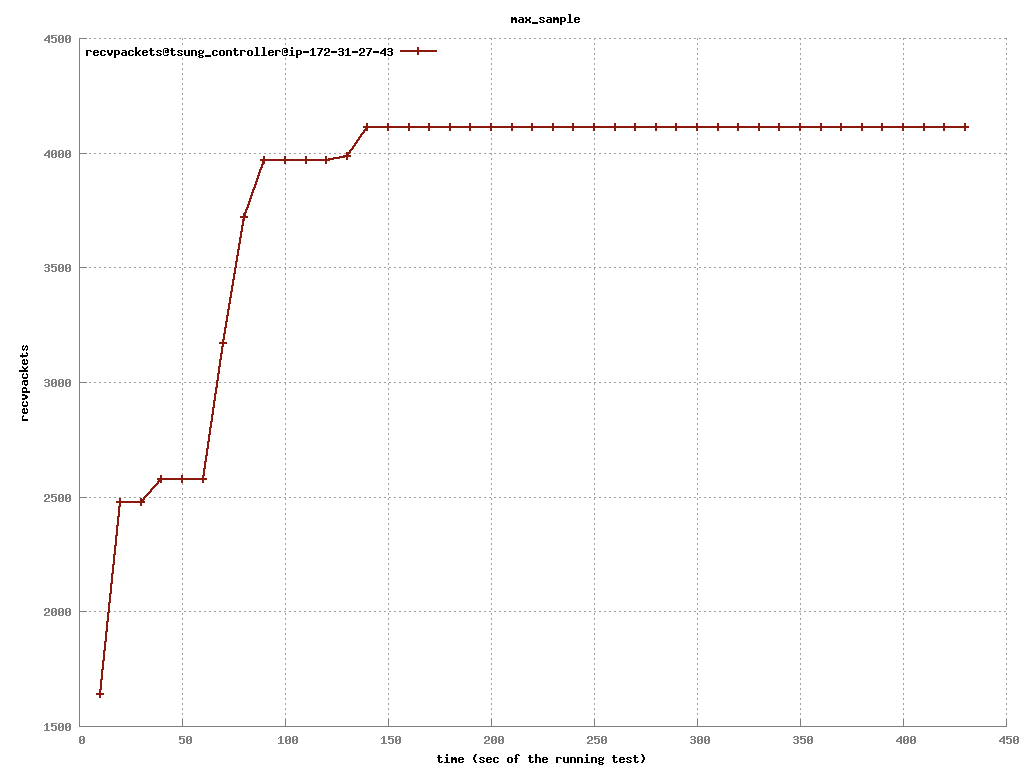 max_sample
recvpackets@tsung_controller@ip-172-31-27-43
4500
4000
3500
3000
2500
2000
1500
recvpackets
0 50 100 150 200 250 300 350 400 450
time (sec of the running test)